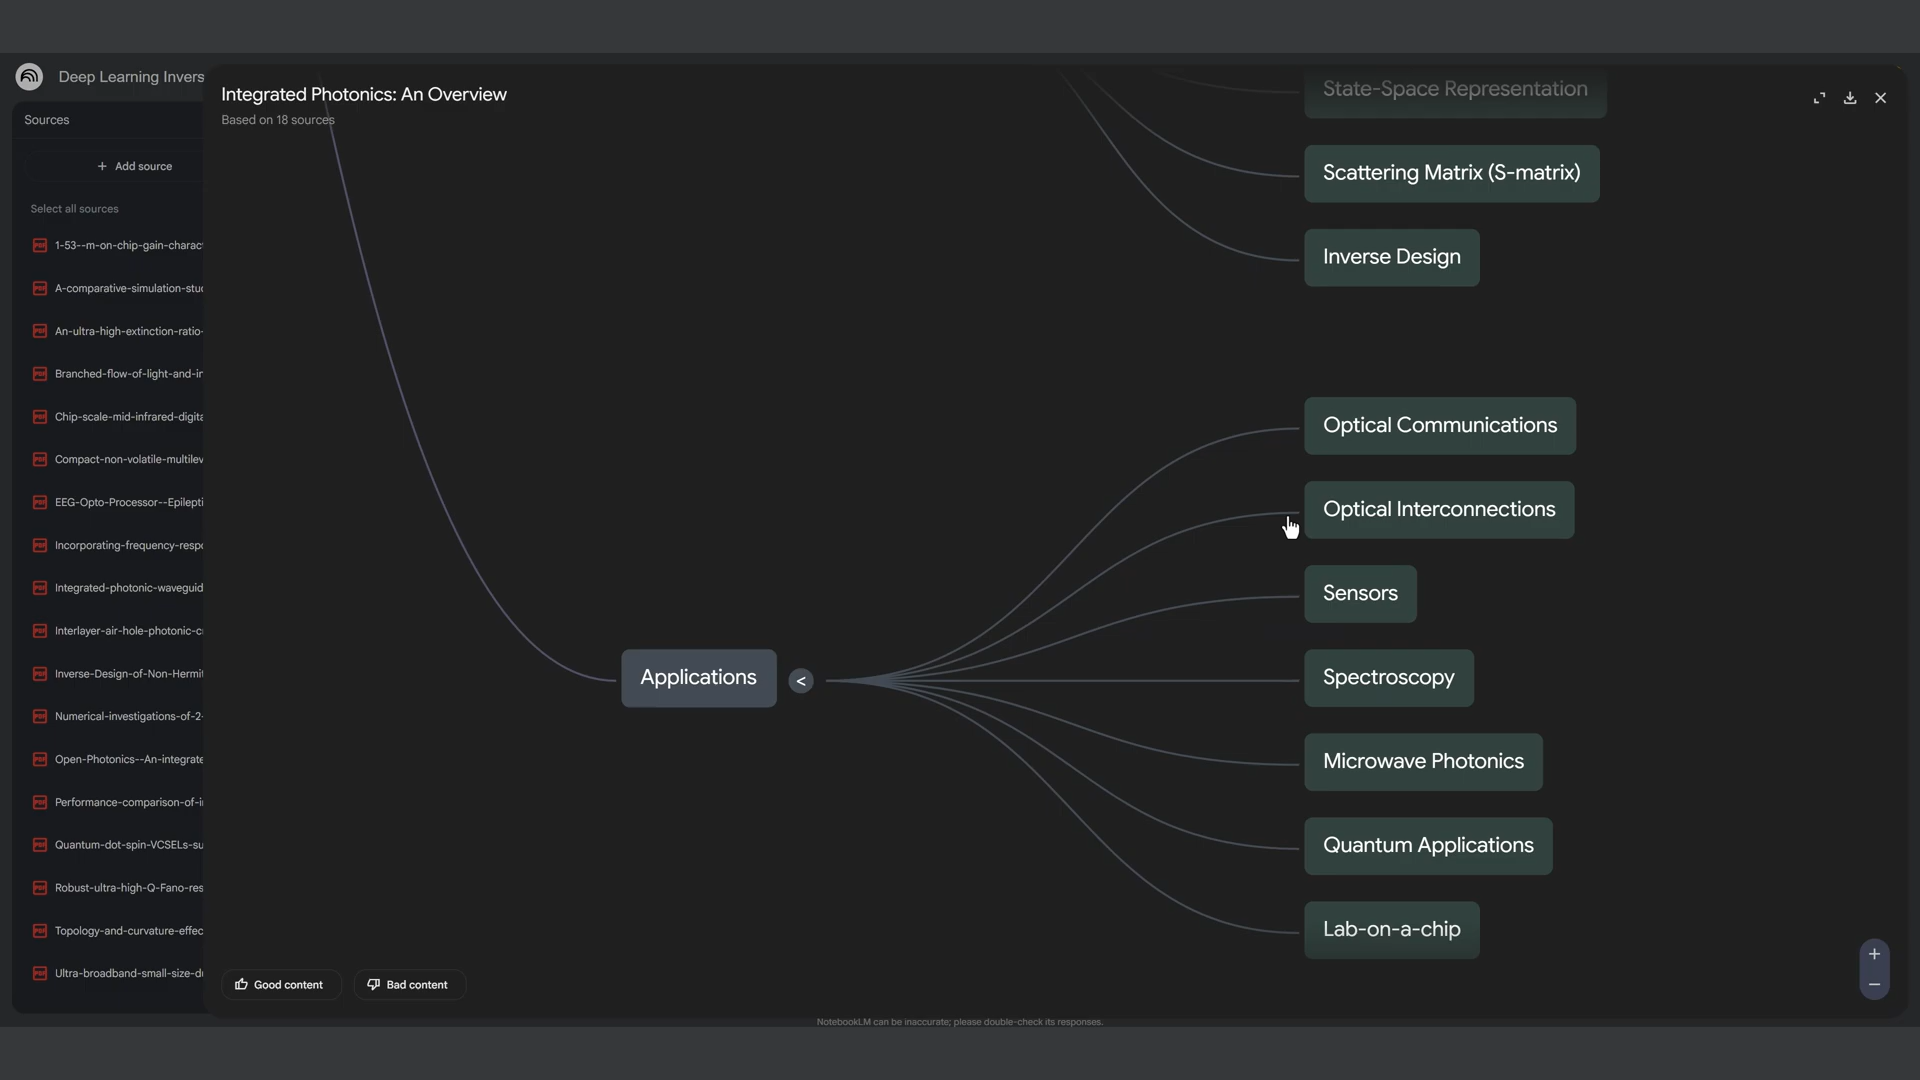 Deep Learning Invers
Sources
+ Add source
Select all sources
1-53--m-on-chip-gain-charac
A-comparative-simulation-stu
An-ultra-high-extinction-ratio-
Branched-flow-of-light-and-in
Chip-scale-mid-infrared-digita
Compact-non-volatile-multilev
EEG-Opto-Processor--Epilepti
Incorporating-frequency-respo
Integrated-photonic-waveguid
Interlayer-air-hole-photonic-c
Inverse-Design-of-Non-Hermit
Numerical-investigations-of-2-
Open-Photonics--An-integrate
Performance-comparison-of-i
Quantum-dot-spin-VCSELs-su
Robust-ultra-high-Q-Fano-res
Topology-and-curvature-effec
Ultra-broadband-small-size-d
Integrated Photonics: An Overview
Based on 18 sources
State-Space Representation
Scattering Matrix (S-matrix)
Inverse Design
Applications
<
Optical Communications
Optical Interconnections
Sensors
Spectroscopy
Microwave Photonics
Quantum Applications
Lab-on-a-chip
Good content
Bad content
+
−
NotebookLM can be inaccurate; please double-check its responses.